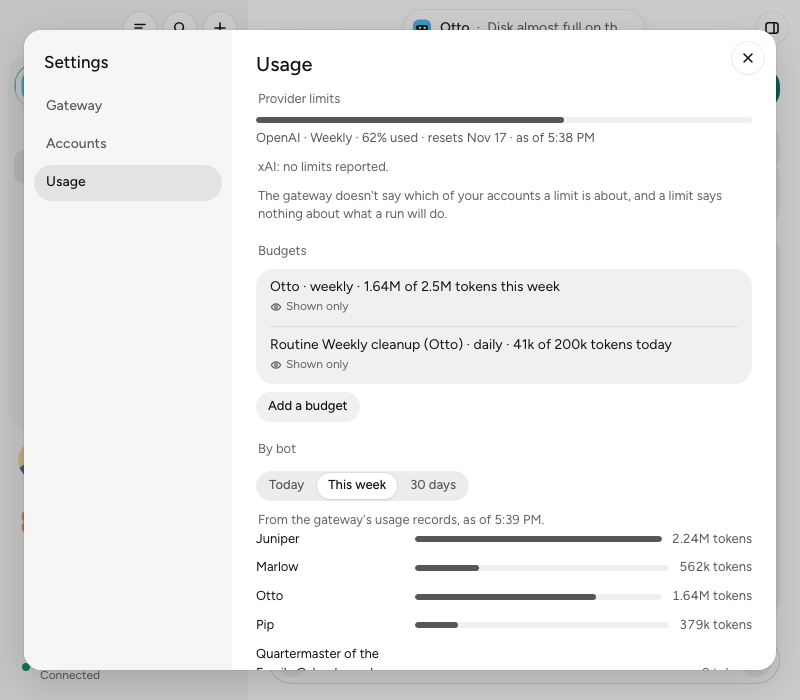 Otto · Disk almost full on th
Settings
Gateway
Accounts
Usage
Usage
Provider limits
OpenAI · Weekly · 62% used · resets Nov 17 · as of 5:38 PM
xAI: no limits reported.
The gateway doesn't say which of your accounts a limit is about, and a limit says
nothing about what a run will do.
Budgets
Otto · weekly · 1.64M of 2.5M tokens this week
Shown only
Routine Weekly cleanup (Otto) · daily · 41k of 200k tokens today
Shown only
Add a budget
By bot
Today This week 30 days
From the gateway's usage records, as of 5:39 PM.
Juniper 2.24M tokens
Marlow 562k tokens
Otto 1.64M tokens
Pip 379k tokens
Quartermaster of the
Connected